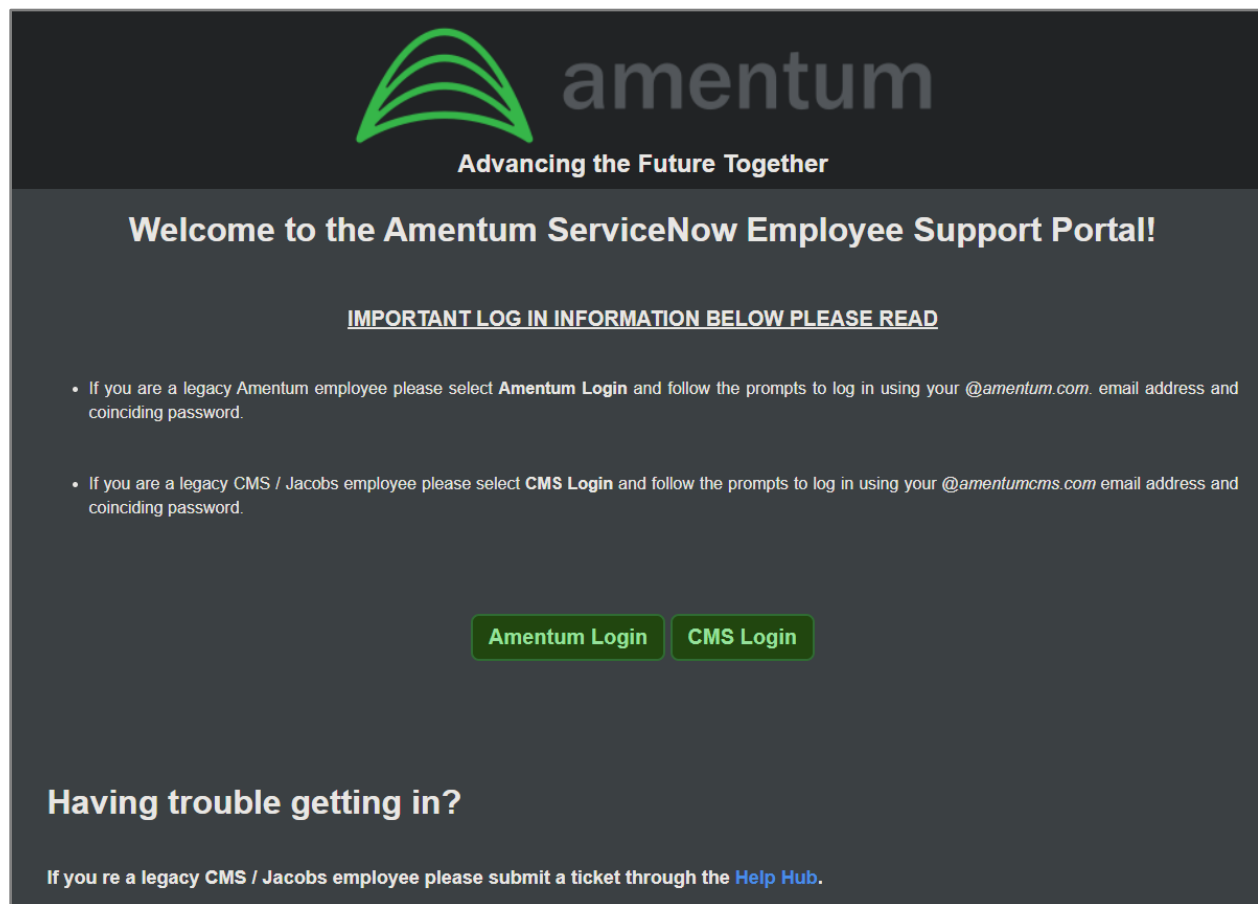 amentum
Advancing the Future Together
Welcome to the Amentum ServiceNow Employee Support Portal!
IMPORTANT LOG IN INFORMATION BELOW PLEASE READ
• If you are a legacy Amentum employee please select Amentum Login and follow the prompts to log in using your @amentum.com. email address and
coinciding password.
• If you are a legacy CMS / Jacobs employee please select CMS Login and follow the prompts to log in using your @amentumcms.com email address and
coinciding password.
Amentum Login CMS Login
Having trouble getting in?
If you re a legacy CMS / Jacobs employee please submit a ticket through the Help Hub.